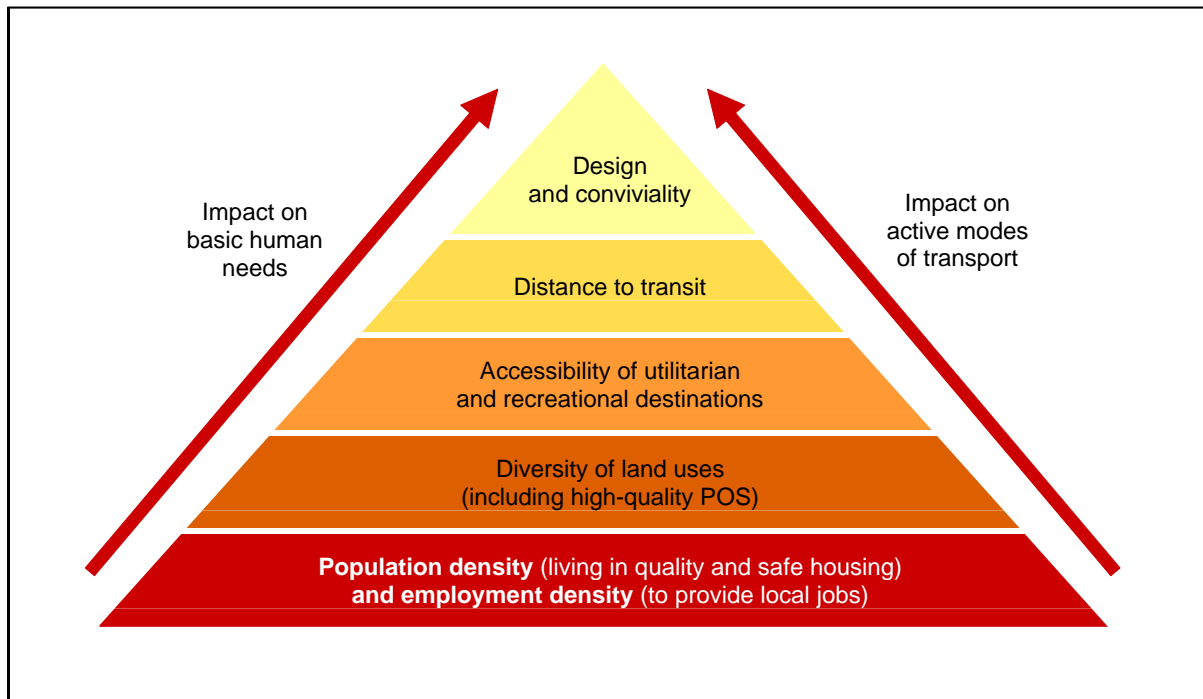 Design
and conviviality
Impact on
basic human
needs
Impact on
active modes
of transport
Distance to transit
Accessibility of utilitarian
and recreational destinations
Diversity of land uses
(including high-quality POS)
Population density (living in quality and safe housing)
and employment density (to provide local jobs)